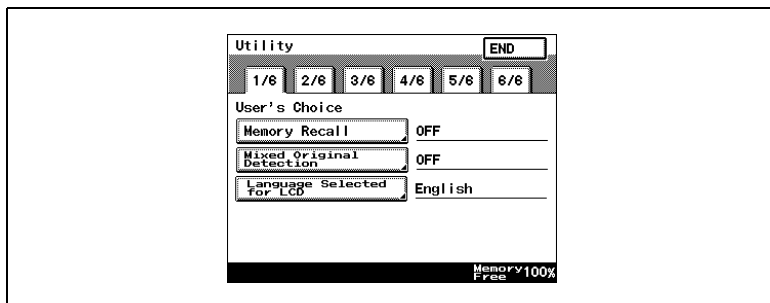 Utility END
1/6 2/6 3/6 4/6 5/6 6/6
User's Choice
Memory Recall OFF
Mixed Original
Detection OFF
Language Selected
for LCD English
Memory
Free 100%